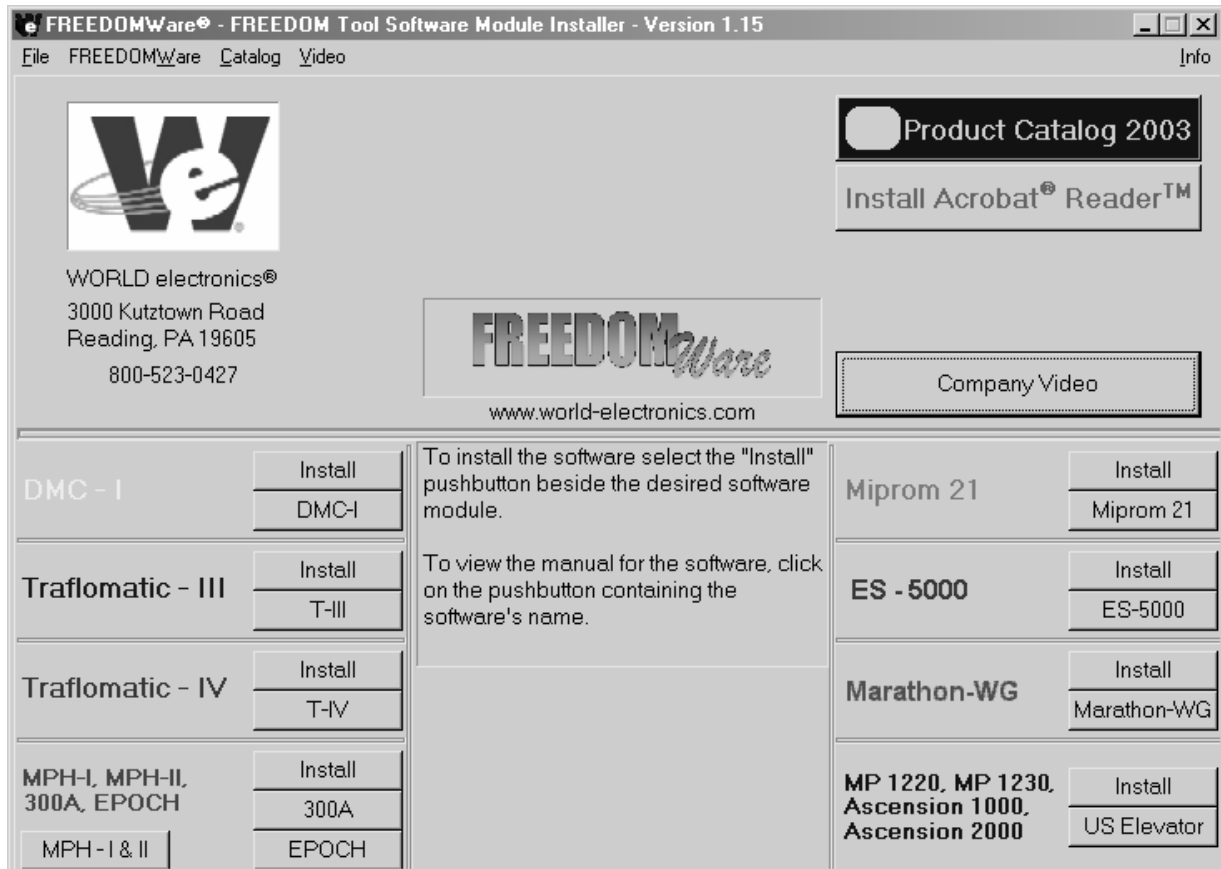 FREEDOMWare® - FREEDOM Tool Software Module Installer - Version 1.15
File FREEDOMWare Catalog Video Info
We
®
WORLD electronics®
3000 Kutztown Road
Reading, PA 19605
800-523-0427
FREEDOMWare
www.world-electronics.com
Product Catalog 2003
Install Acrobat® Reader™
Company Video
DMC - I
Install
DMC-I
Traflomatic - III
Install
T-III
Traflomatic - IV
Install
T-IV
MPH-I, MPH-II,
300A, EPOCH
MPH - I & II
Install
300A
EPOCH
To install the software select the "Install"
pushbutton beside the desired software
module.
To view the manual for the software, click
on the pushbutton containing the
software's name.
Miprom 21
Install
Miprom 21
ES - 5000
Install
ES-5000
Marathon-WG
Install
Marathon-WG
MP 1220, MP 1230,
Ascension 1000,
Ascension 2000
Install
US Elevator